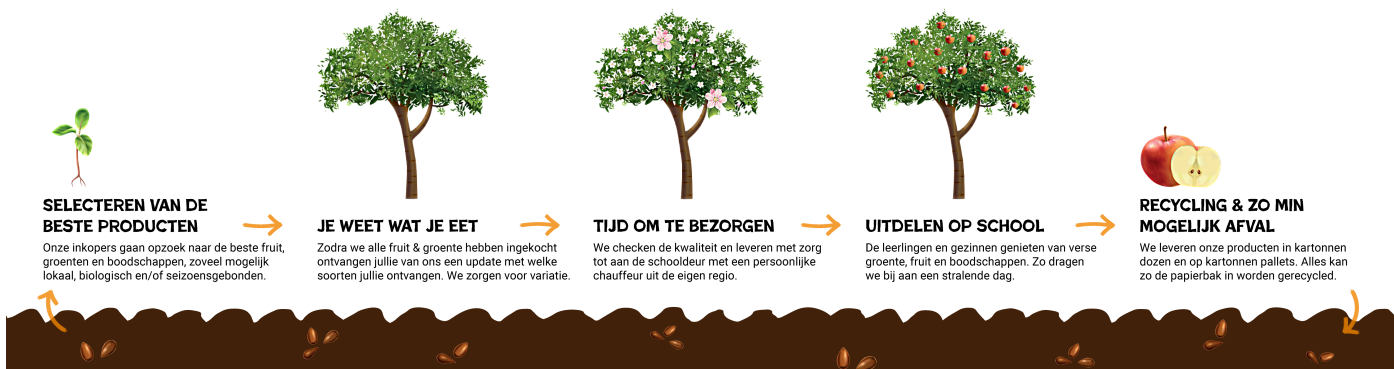 SELECTEREN VAN DE
BESTE PRODUCTEN
Onze inkopers gaan opzoek naar de beste fruit,
groenten en boodschappen, zoveel mogelijk
lokaal, biologisch en/of seizoensgebonden.
JE WEET WAT JE EET
Zodra we alle fruit & groente hebben ingekocht
ontvangen jullie van ons een update met welke
soorten jullie ontvangen. We zorgen voor variatie.
TIJD OM TE BEZORGEN
We checken de kwaliteit en leveren met zorg
tot aan de schooldeur met een persoonlijke
chauffeur uit de eigen regio.
UITDELEN OP SCHOOL
De leerlingen en gezinnen genieten van verse
groente, fruit en boodschappen. Zo dragen
we bij aan een stralende dag.
RECYCLING & ZO MIN
MOGELIJK AFVAL
We leveren onze producten in kartonnen
dozen en op kartonnen pallets. Alles kan
zo de papierbak in worden gerecycled.